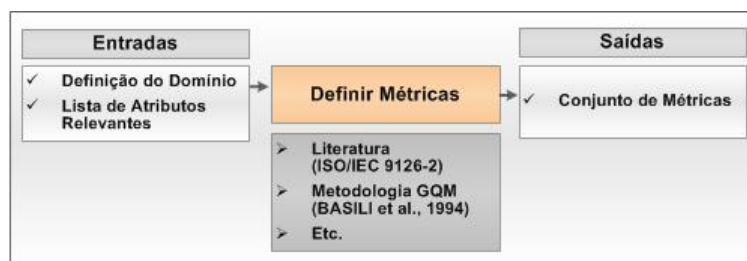 Entradas
✓ Definição do Domínio
✓ Lista de Atributos
Relevantes
Definir Métricas
➢ Literatura
(ISO/IEC 9126-2)
➢ Metodologia GQM
(BASILI et al., 1994)
➢ Etc.
Saídas
✓ Conjunto de Métricas